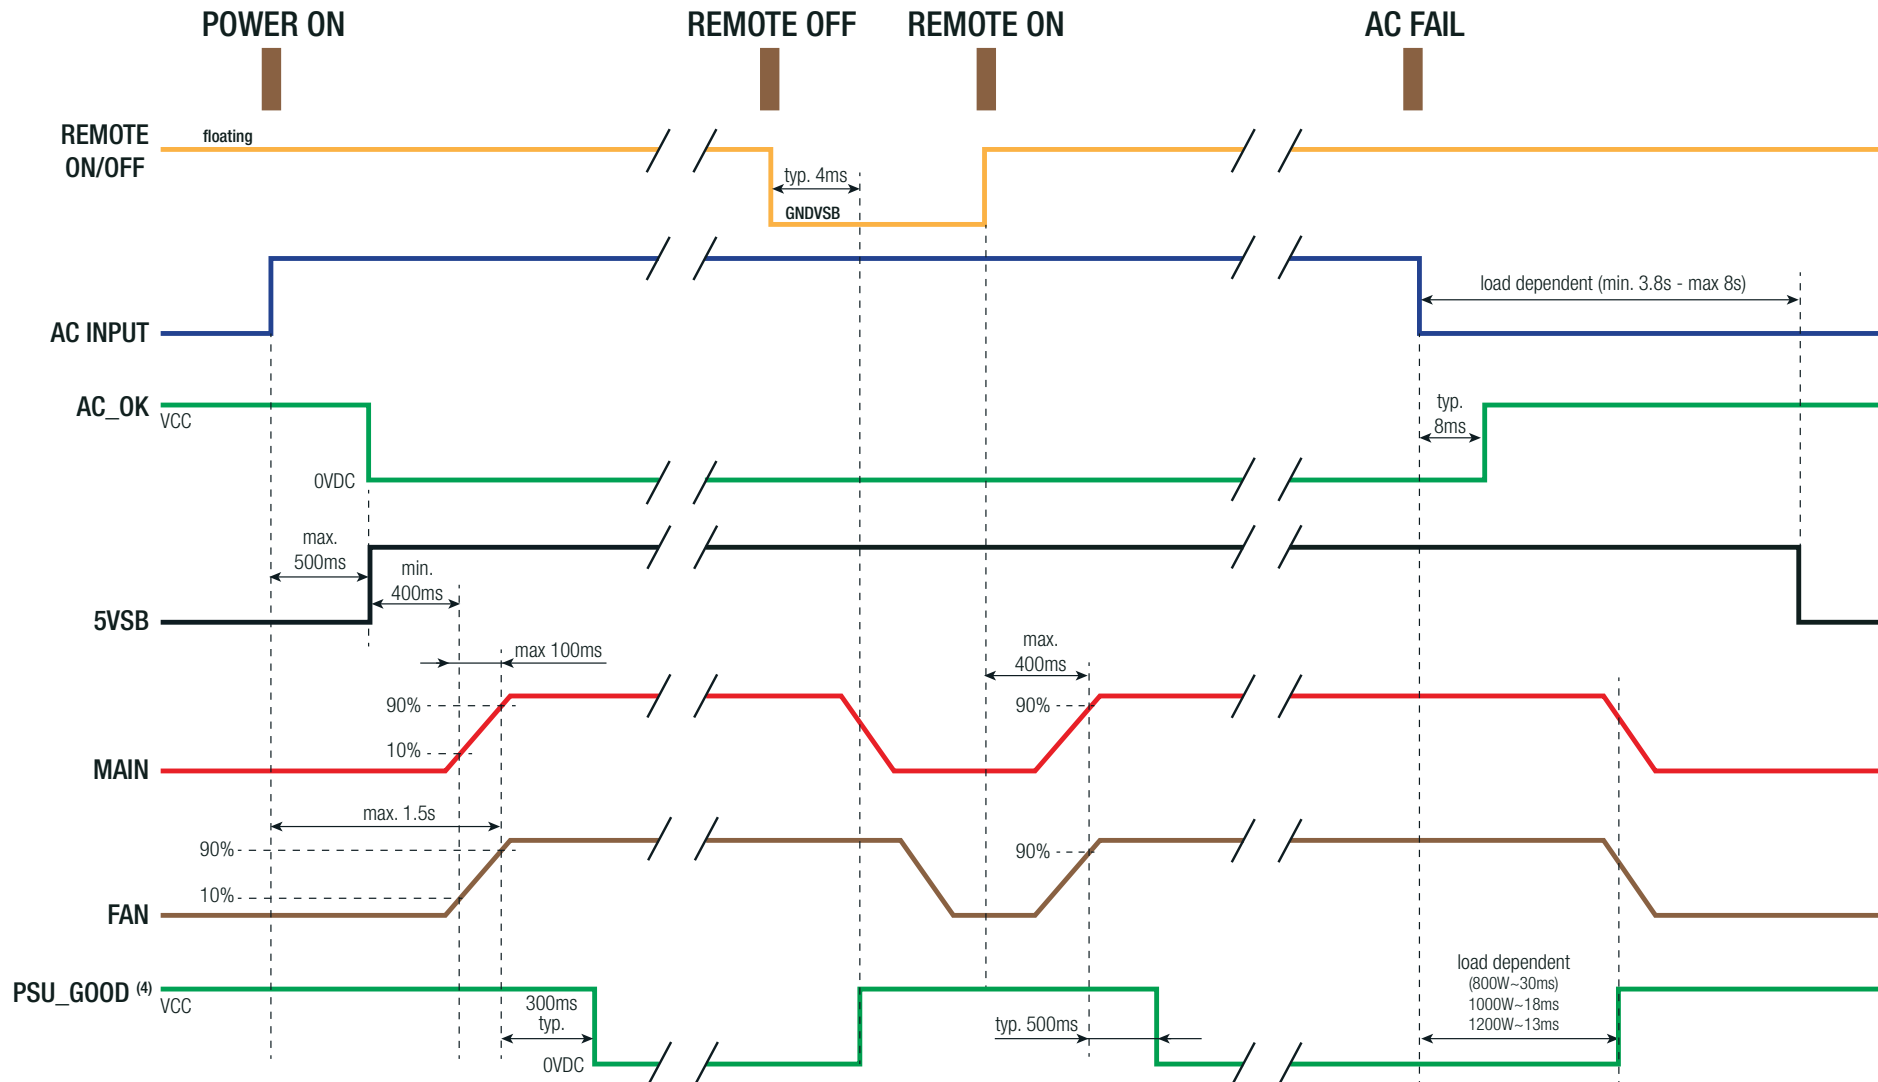 POWER ON
REMOTE OFF
REMOTE ON
AC FAIL
REMOTE
ON/OFF
floating
typ. 4ms
GNDVSB
AC INPUT
load dependent (min. 3.8s - max 8s)
AC_OK
VCC
0VDC
typ.
8ms
5VSB
max.
500ms
min.
400ms
max 100ms
max.
400ms
MAIN
90%
10%
90%
max. 1.5s
FAN
90%
10%
90%
PSU_GOOD (4)
VCC
300ms
typ.
0VDC
typ. 500ms
load dependent
(800W~30ms)
1000W~18ms
1200W~13ms